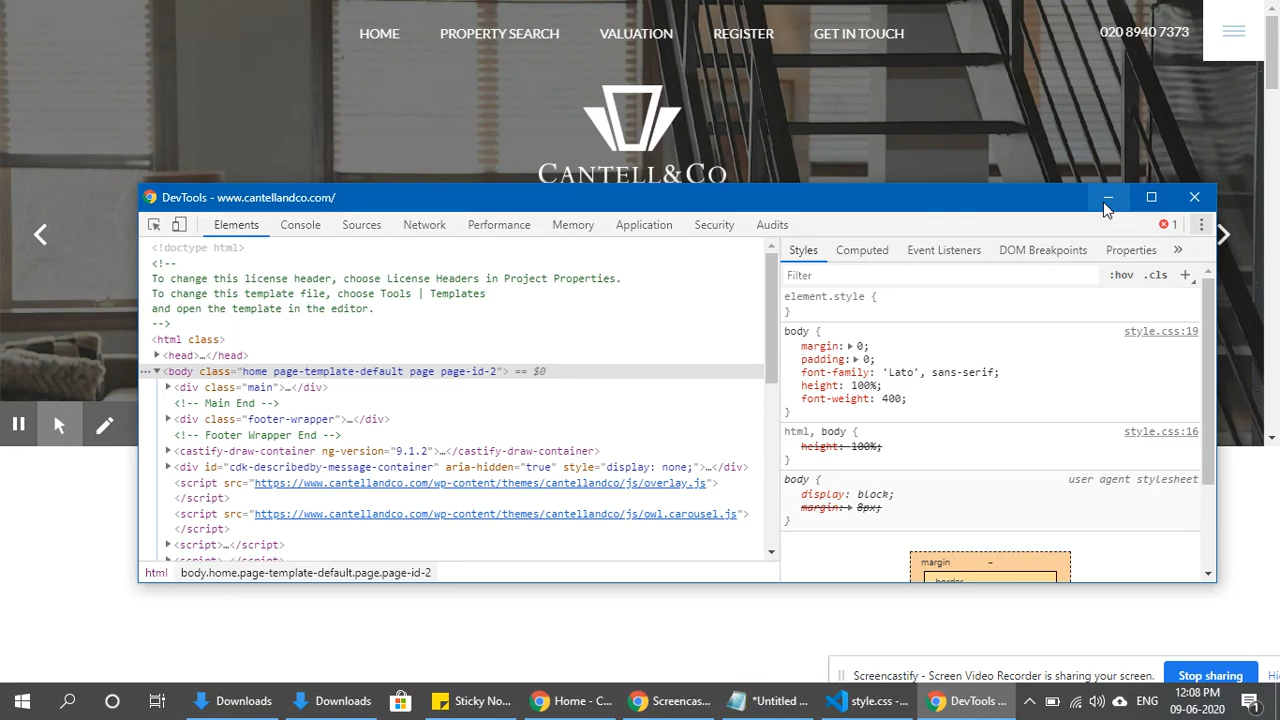 HOME PROPERTY SEARCH VALUATION REGISTER GET IN TOUCH 020 8940 7373
CANTELL&CO
DevTools - www.cantellandco.com/
Elements Console Sources Network Performance Memory Application Security Audits 1
<!doctype html>
<!--
To change this license header, choose License Headers in Project Properties.
To change this template file, choose Tools | Templates
and open the template in the editor.
-->
<html class>
<head>…</head>
… <body class="home page-template-default page page-id-2"> == $0
<div class="main">…</div>
<!-- Main End -->
<div class="footer-wrapper">…</div>
<!-- Footer Wrapper End -->
<castify-draw-container ng-version="9.1.2">…</castify-draw-container>
<div id="cdk-describedby-message-container" aria-hidden="true" style="display: none;">…</div>
<script src="https://www.cantellandco.com/wp-content/themes/cantellandco/js/overlay.js">
</script>
<script src="https://www.cantellandco.com/wp-content/themes/cantellandco/js/owl.carousel.js">
</script>
<script>…</script>
<script>…</script>
html body.home.page-template-default.page.page-id-2
Styles Computed Event Listeners DOM Breakpoints Properties »
Filter :hov .cls +
element.style {
}
body { style.css:19
margin: 0;
padding: 0;
font-family: 'Lato', sans-serif;
height: 100%;
font-weight: 400;
}
html, body { style.css:16
height: 100%;
}
body { user agent stylesheet
display: block;
margin: 8px;
}
margin -
border
Screencastify - Screen Video Recorder is sharing your screen. Stop sharing
Downloads Downloads Sticky No... Home - C... Screencas... *Untitled ... style.css -... DevTools ... ENG 12:08 PM
09-06-2020 1